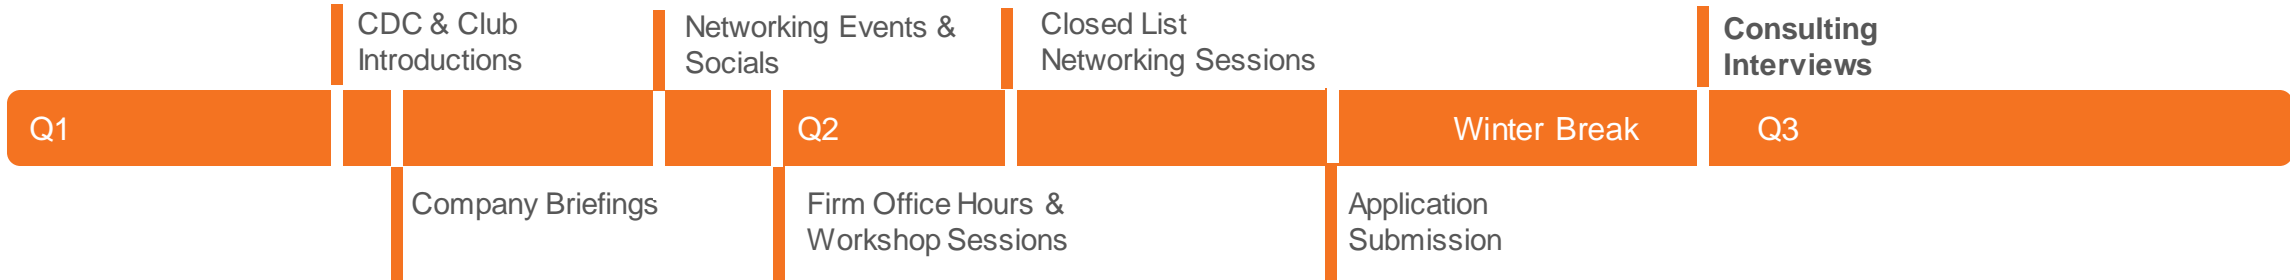 CDC & Club
Introductions
Networking Events &
Socials
Closed List
Networking Sessions
Consulting
Interviews
Q1
Q2
Winter Break
Q3
Company Briefings
Firm Office Hours &
Workshop Sessions
Application
Submission